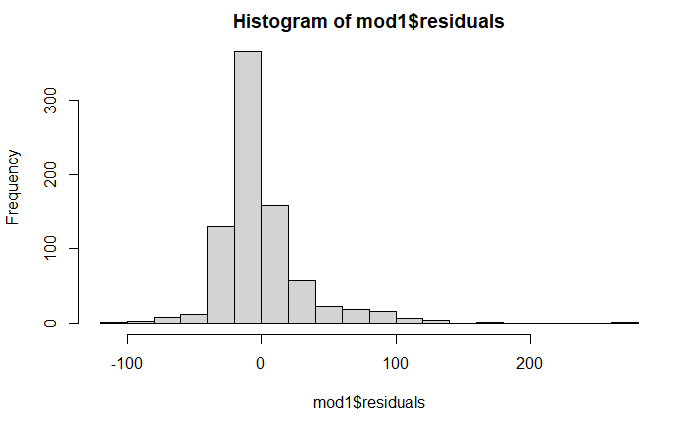 Histogram of mod1$residuals
Frequency
300
200
100
0
-100 0 100 200
mod1$residuals